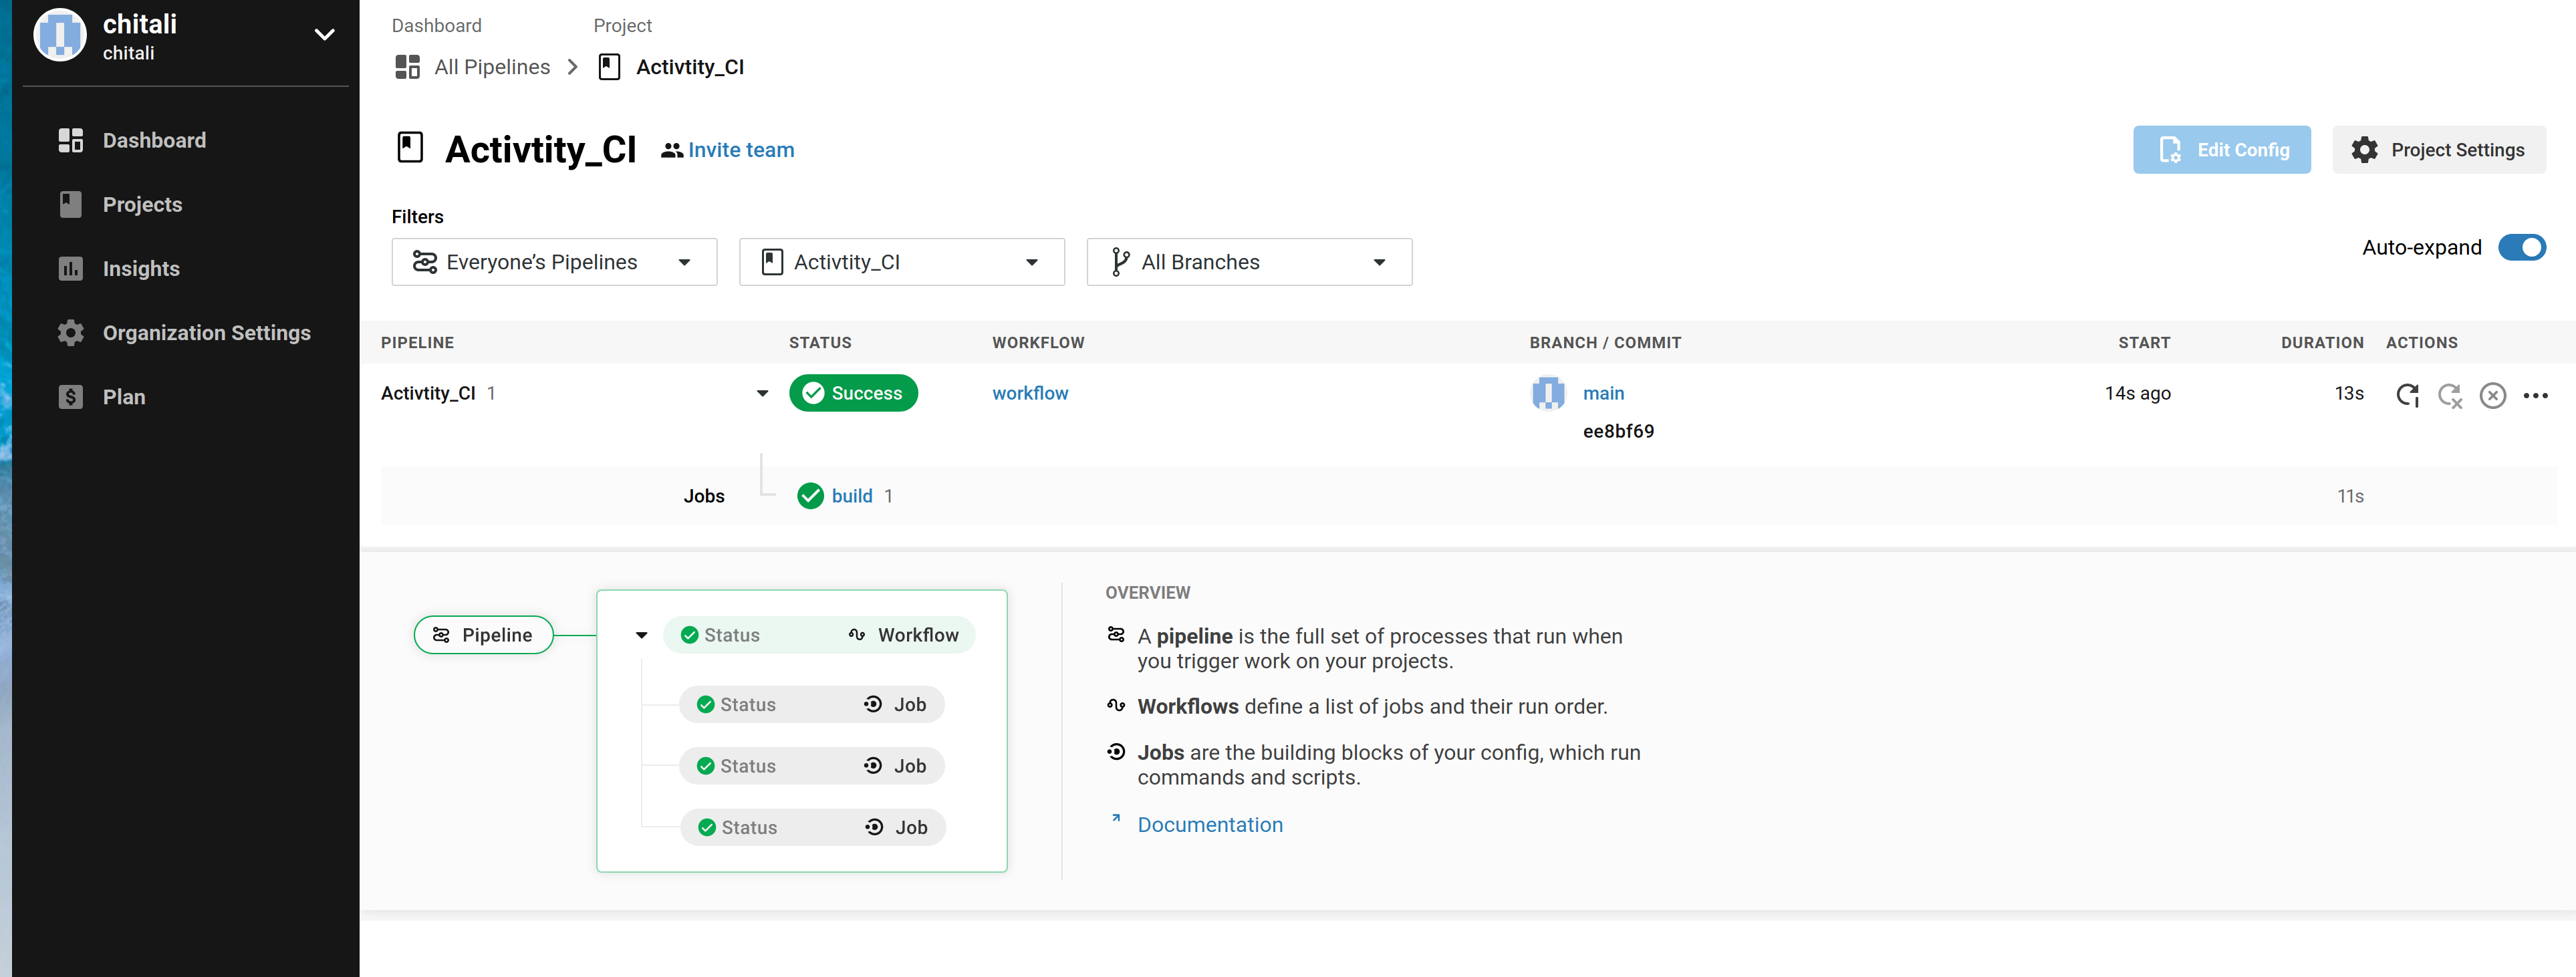 chitali
chitali
Dashboard
Projects
Insights
Organization Settings
Plan
Dashboard Project
All Pipelines Activtity_CI
Activtity_CI Invite team
Edit Config Project Settings
Filters
Everyone’s Pipelines Activtity_CI All Branches
Auto-expand
PIPELINE STATUS WORKFLOW BRANCH / COMMIT START DURATION ACTIONS
Activtity_CI 1 Success workflow main 14s ago 13s
ee8bf69
Jobs build 1 11s
Pipeline
Status Workflow
Status Job
Status Job
Status Job
OVERVIEW
A pipeline is the full set of processes that run when
you trigger work on your projects.
Workflows define a list of jobs and their run order.
Jobs are the building blocks of your config, which run
commands and scripts.
Documentation